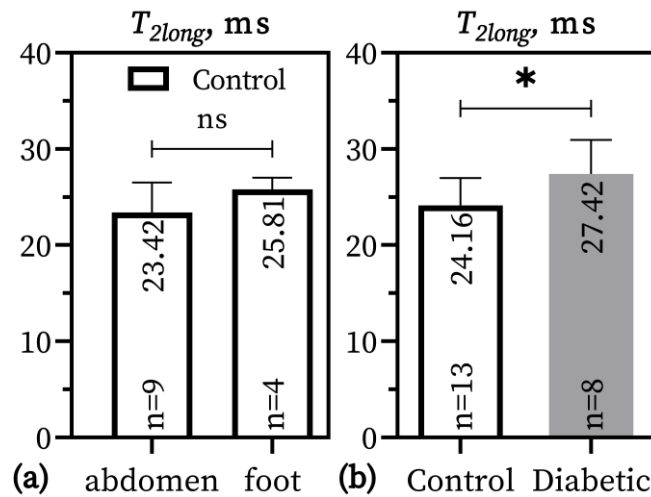 T2long, ms
40
30
20
10
0
Control
ns
23.42
n=9
25.81
n=4
(a)
abdomen
foot
T2long, ms
40
30
20
10
0
*
24.16
n=13
27.42
n=8
(b)
Control
Diabetic